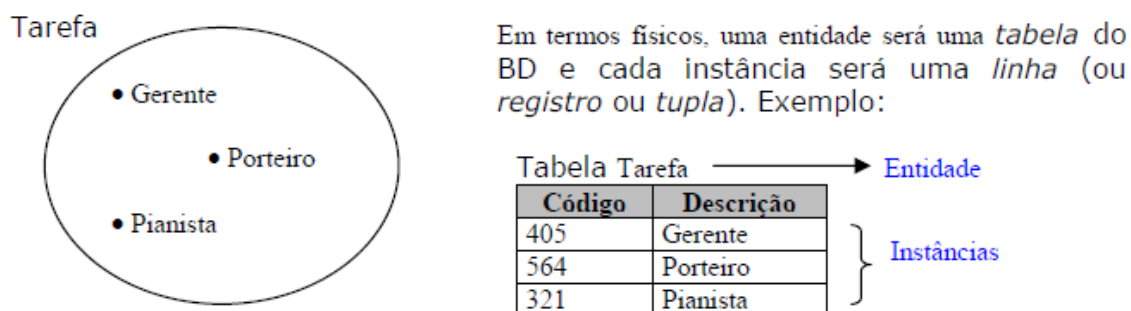 Tarefa
• Gerente
• Porteiro
• Pianista
Em termos físicos, uma entidade será uma tabela do
BD e cada instância será uma linha (ou
registro ou tupla). Exemplo:
Tabela Tarefa
Entidade
Código Descrição
405 Gerente
564 Porteiro
321 Pianista
Instâncias